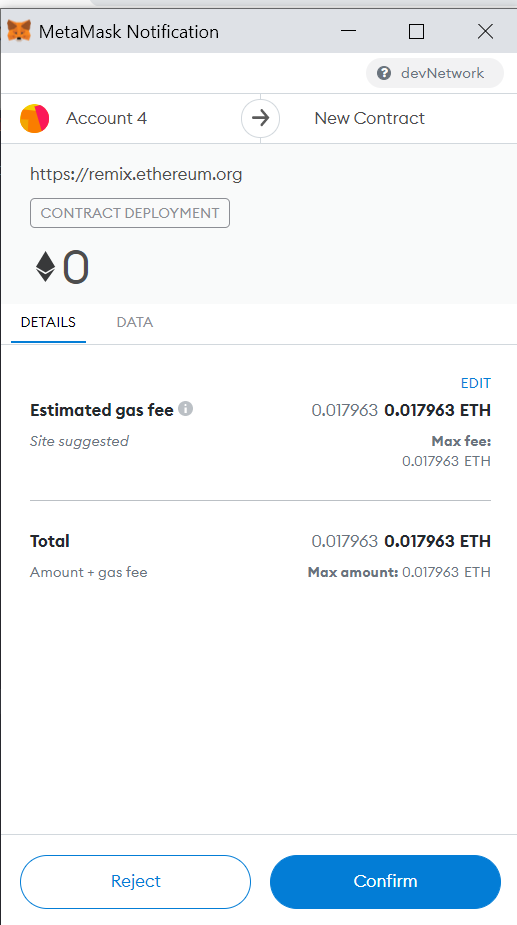 MetaMask Notification
devNetwork
Account 4
New Contract
https://remix.ethereum.org
CONTRACT DEPLOYMENT
0
DETAILS DATA
EDIT
Estimated gas fee 0.017963 0.017963 ETH
Site suggested Max fee:
0.017963 ETH
Total 0.017963 0.017963 ETH
Amount + gas fee Max amount: 0.017963 ETH
Reject Confirm